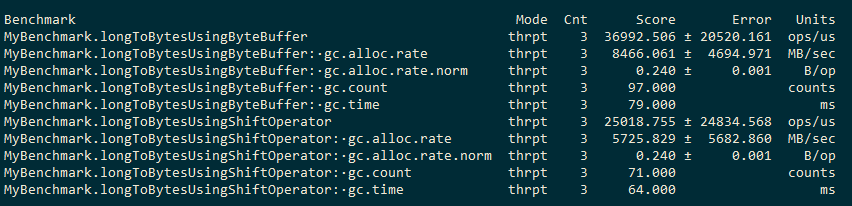 Benchmark Mode Cnt Score Error Units
MyBenchmark.longToBytesUsingByteBuffer thrpt 3 36992.506 ± 20520.161 ops/us
MyBenchmark.longToBytesUsingByteBuffer:·gc.alloc.rate thrpt 3 8466.061 ± 4694.971 MB/sec
MyBenchmark.longToBytesUsingByteBuffer:·gc.alloc.rate.norm thrpt 3 0.240 ± 0.001 B/op
MyBenchmark.longToBytesUsingByteBuffer:·gc.count thrpt 3 97.000 counts
MyBenchmark.longToBytesUsingByteBuffer:·gc.time thrpt 3 79.000 ms
MyBenchmark.longToBytesUsingShiftOperator thrpt 3 25018.755 ± 24834.568 ops/us
MyBenchmark.longToBytesUsingShiftOperator:·gc.alloc.rate thrpt 3 5725.829 ± 5682.860 MB/sec
MyBenchmark.longToBytesUsingShiftOperator:·gc.alloc.rate.norm thrpt 3 0.240 ± 0.001 B/op
MyBenchmark.longToBytesUsingShiftOperator:·gc.count thrpt 3 71.000 counts
MyBenchmark.longToBytesUsingShiftOperator:·gc.time thrpt 3 64.000 ms